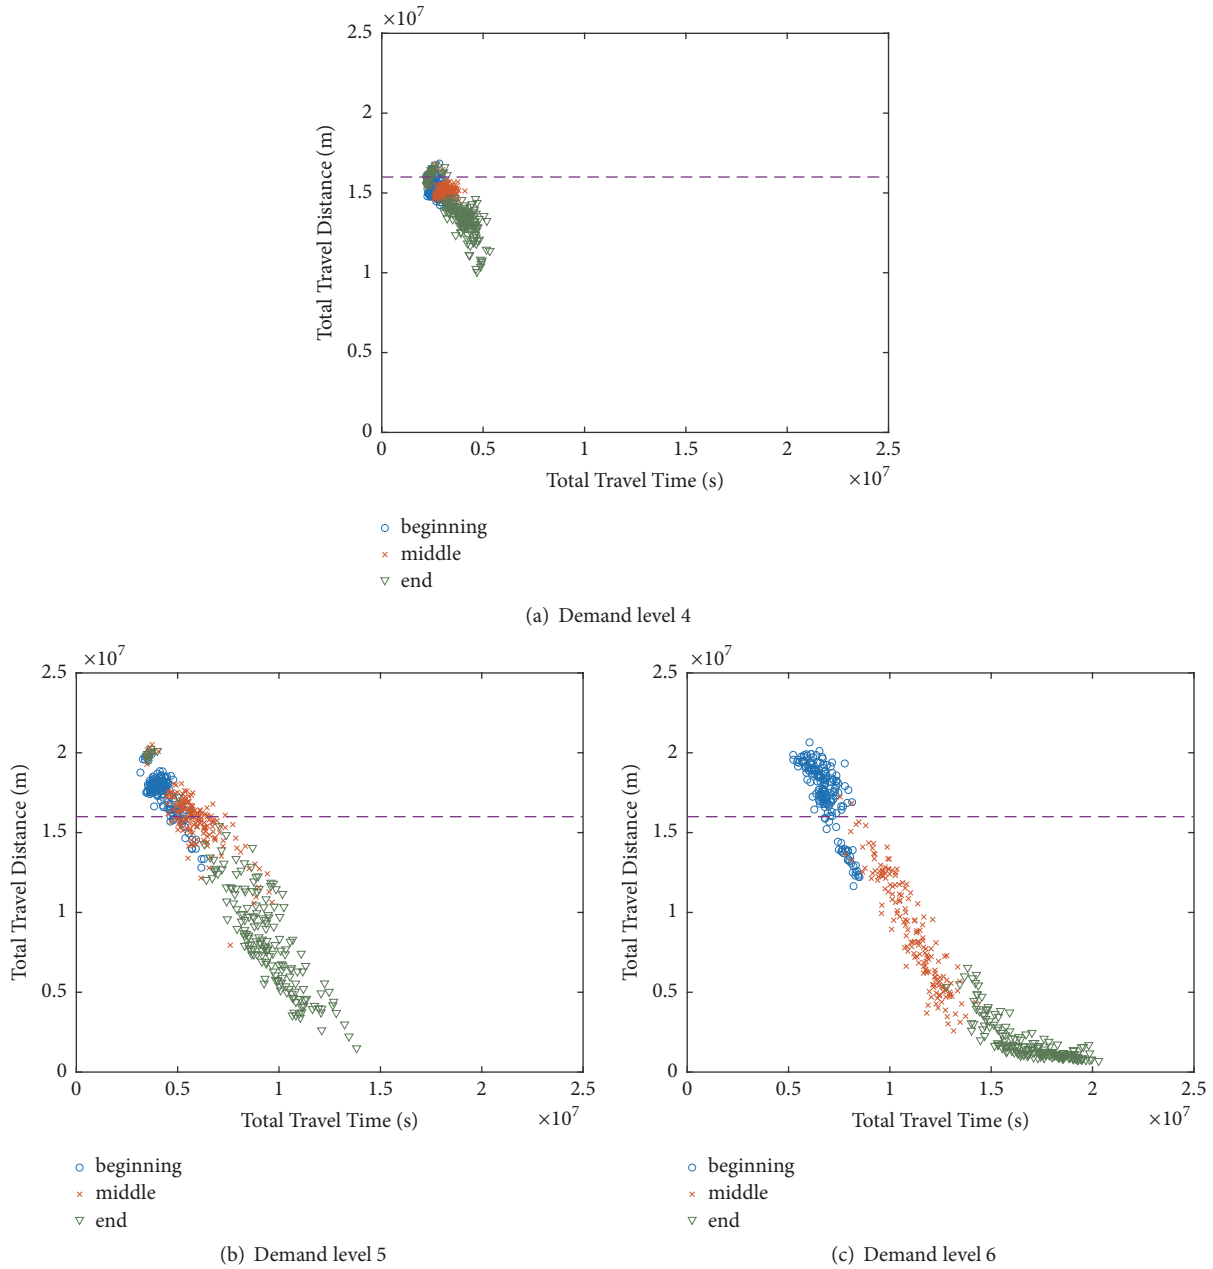 ×10⁷
2.5
2
1.5
1
0.5
0
Total Travel Distance (m)
0 0.5 1 1.5 2 2.5
Total Travel Time (s) ×10⁷
beginning
middle
end
(a) Demand level 4
×10⁷
2.5
2
1.5
1
0.5
0
Total Travel Distance (m)
0 0.5 1 1.5 2 2.5
Total Travel Time (s) ×10⁷
beginning
middle
end
(b) Demand level 5
×10⁷
2.5
2
1.5
1
0.5
0
Total Travel Distance (m)
0 0.5 1 1.5 2 2.5
Total Travel Time (s) ×10⁷
beginning
middle
end
(c) Demand level 6